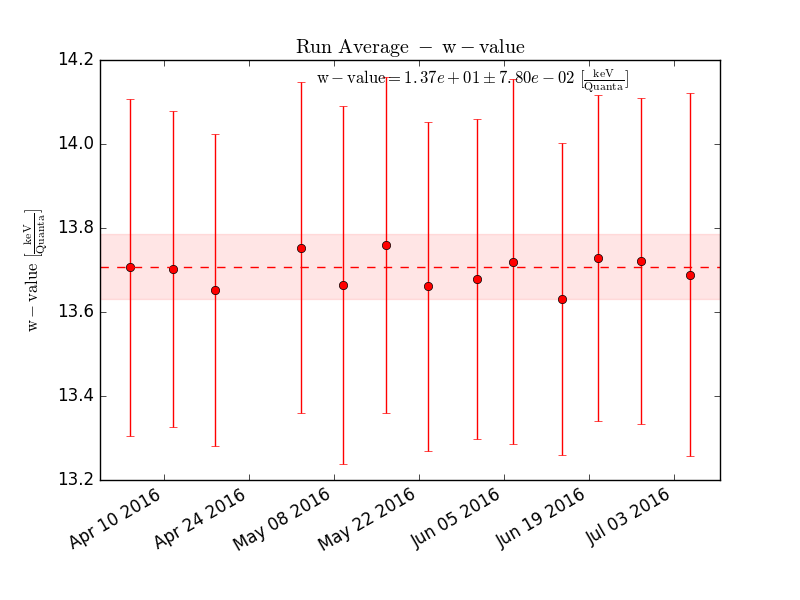 Run Average − w − value
w − value = 1.37e + 01 ± 7.80e − 02 [keV/Quanta]
w − value [keV/Quanta]
14.2
14.0
13.8
13.6
13.4
13.2
Apr 10 2016
Apr 24 2016
May 08 2016
May 22 2016
Jun 05 2016
Jun 19 2016
Jul 03 2016